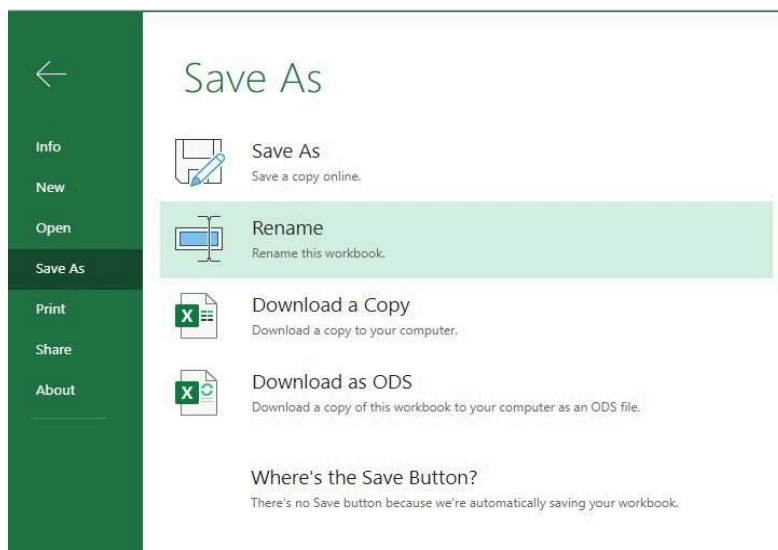 Save As
Info
New
Open
Save As
Print
Share
About
Save As
Save a copy online.
Rename
Rename this workbook.
Download a Copy
Download a copy to your computer.
Download as ODS
Download a copy of this workbook to your computer as an ODS file.
Where's the Save Button?
There's no Save button because we're automatically saving your workbook.